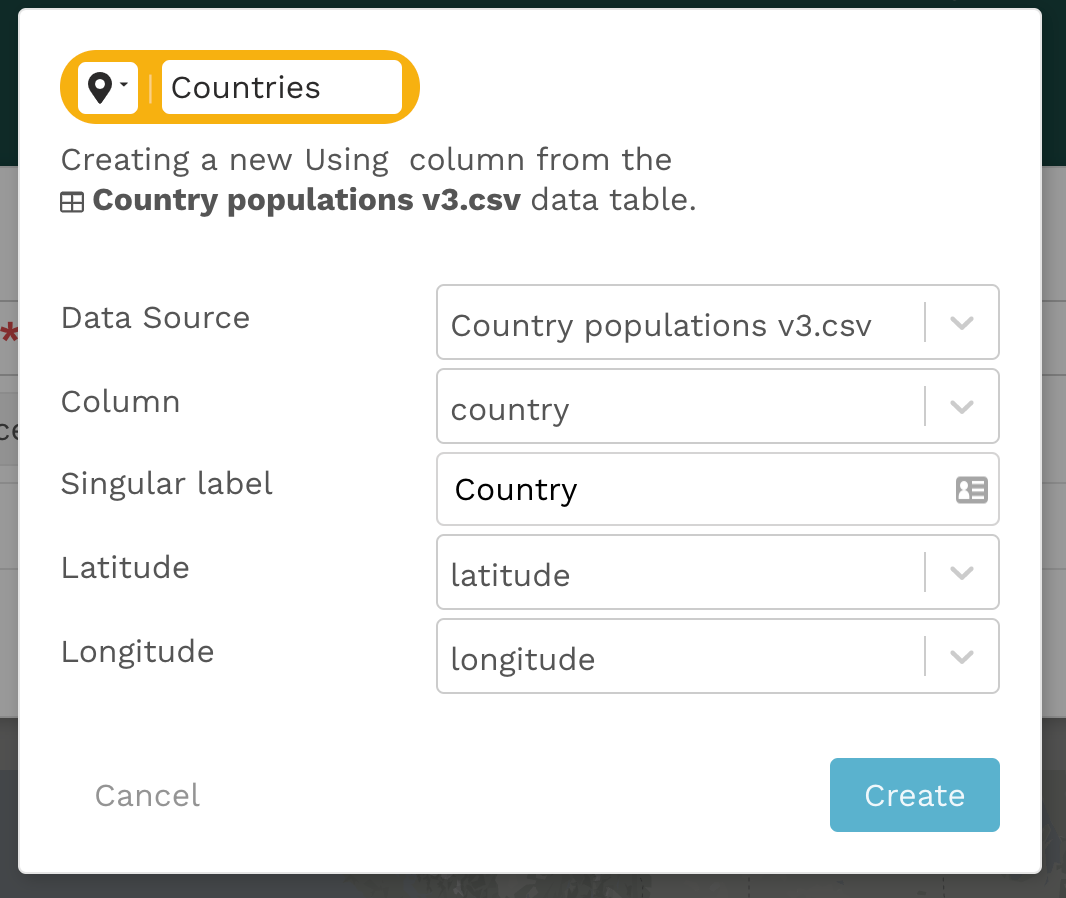 Countries
Creating a new Using  column from the
Country populations v3.csv data table.
Data Source
Country populations v3.csv
Column
country
Singular label
Country
Latitude
latitude
Longitude
longitude
Cancel
Create